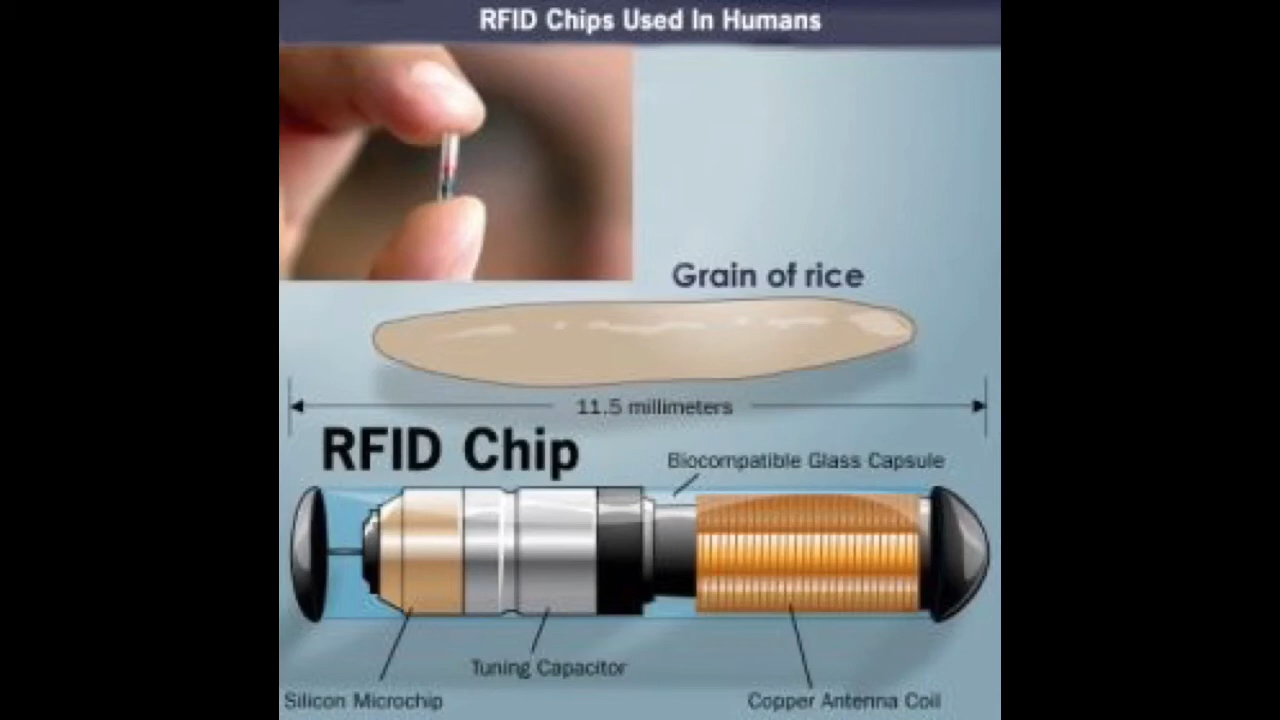 RFID Chips Used In Humans
Grain of rice
11.5 millimeters
RFID Chip
Biocompatible Glass Capsule
Tuning Capacitor
Silicon Microchip
Copper Antenna Coil